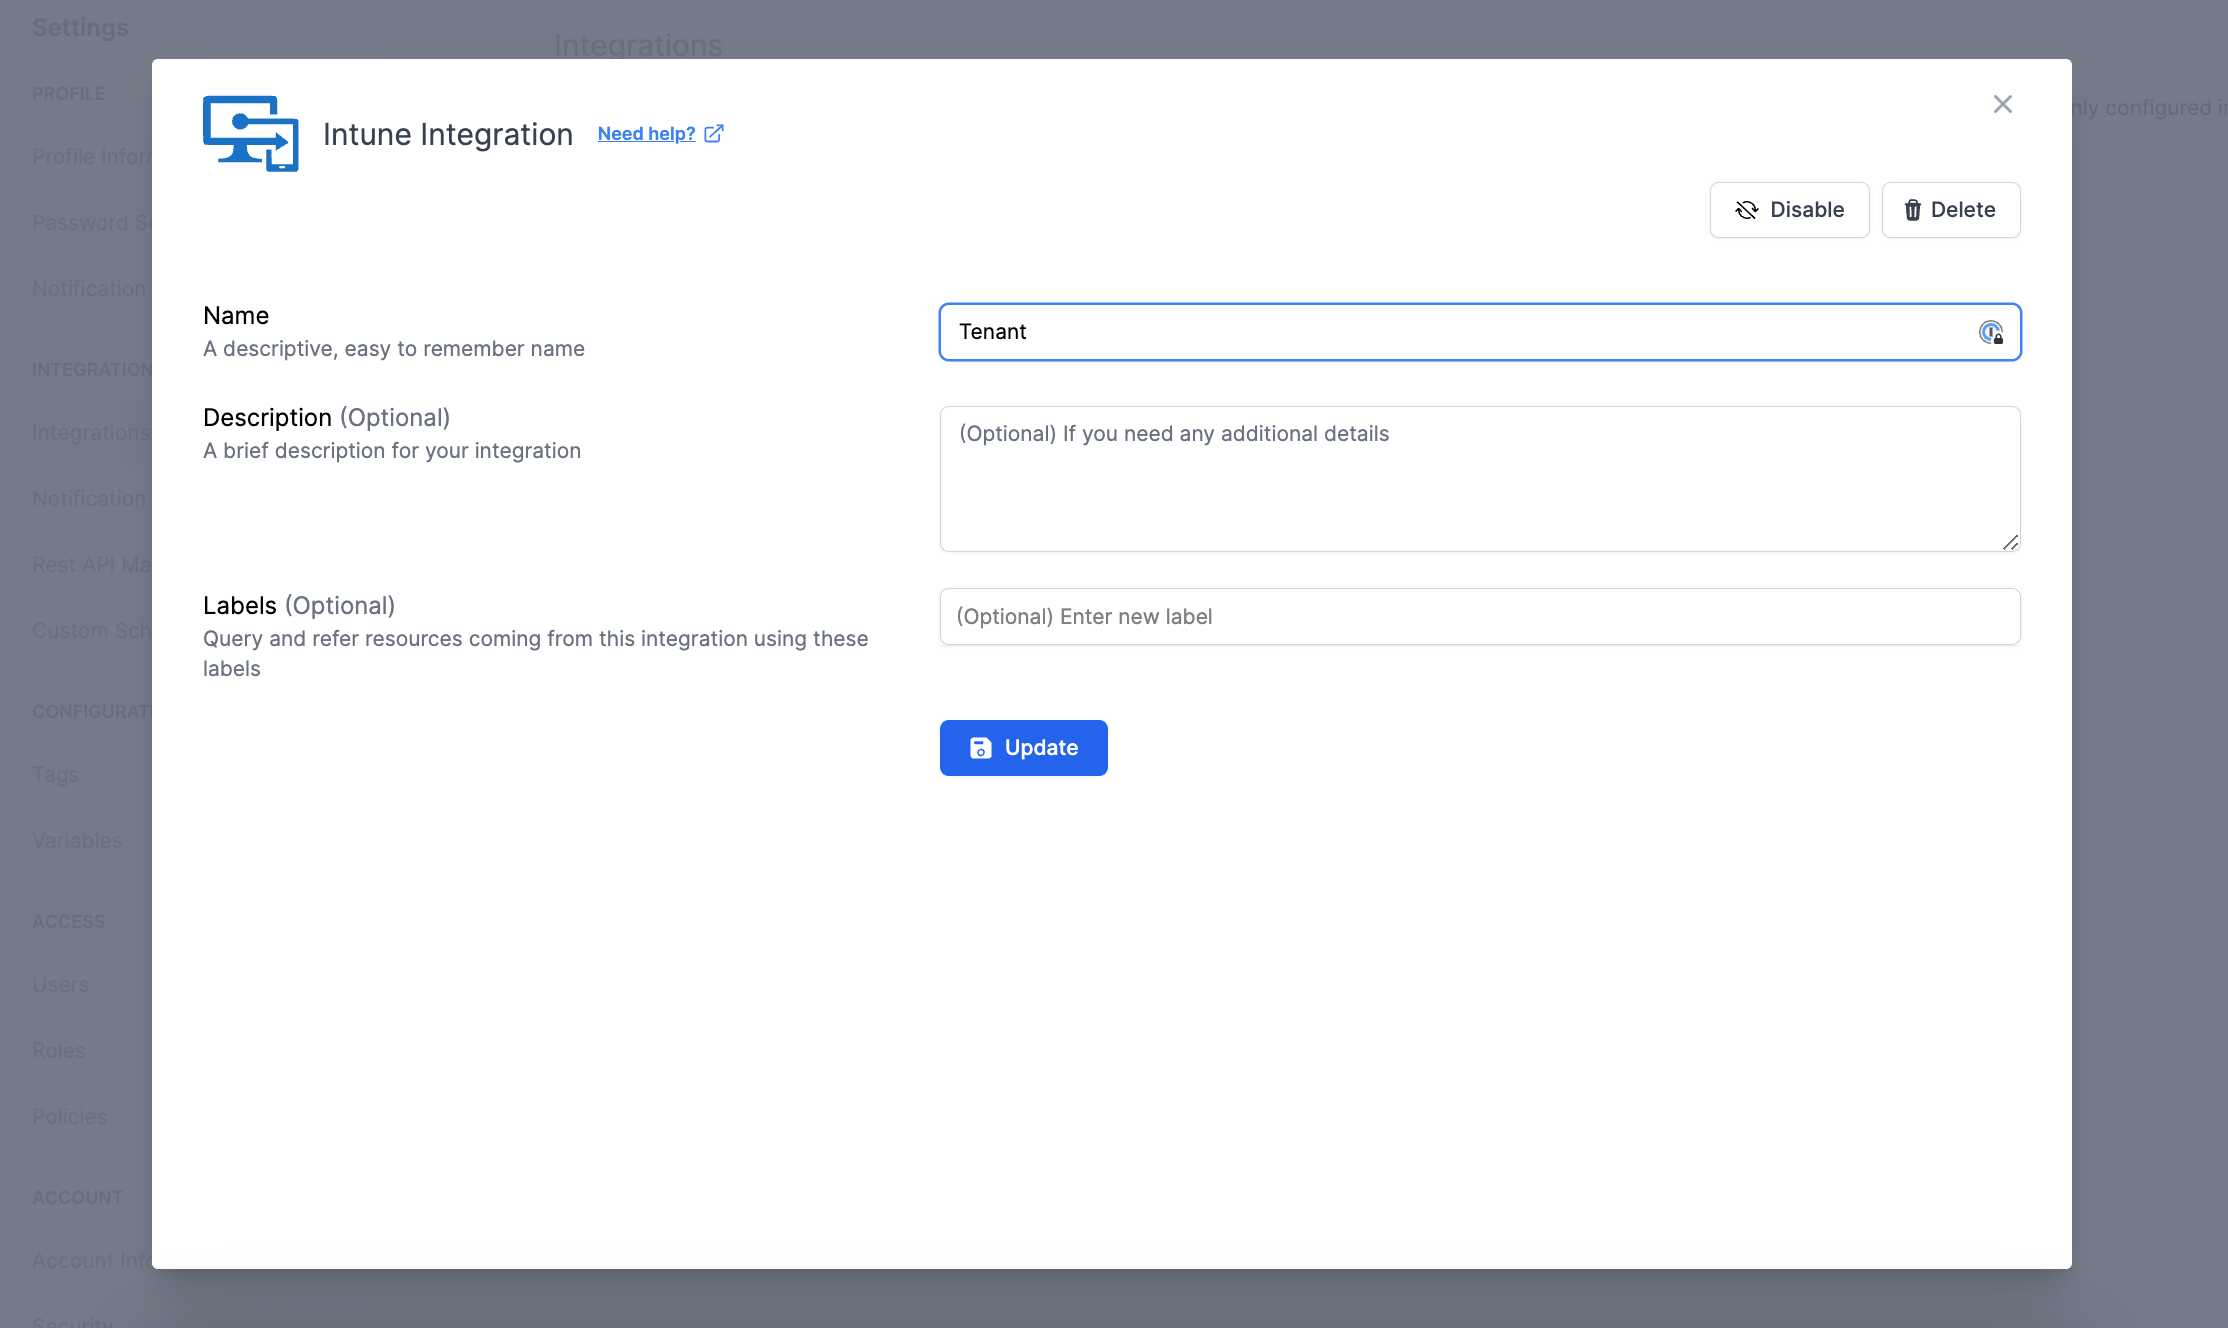 Settings
Integrations
PROFILE
nly configured i
Profile Infor
Password S
Notification
INTEGRATION
Integrations
Notification
Rest API Ma
Custom Sch
CONFIGURAT
Tags
Variables
ACCESS
Users
Roles
Policies
ACCOUNT
Account Inf
Security
Intune Integration
Need help?
Disable
Delete
Name
A descriptive, easy to remember name
Tenant
Description (Optional)
A brief description for your integration
(Optional) If you need any additional details
Labels (Optional)
Query and refer resources coming from this integration using these
labels
(Optional) Enter new label
Update